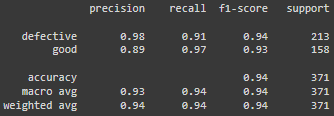 precision recall f1-score support
defective 0.98 0.91 0.94 213
good 0.89 0.97 0.93 158
accuracy 0.94 371
macro avg 0.93 0.94 0.94 371
weighted avg 0.94 0.94 0.94 371